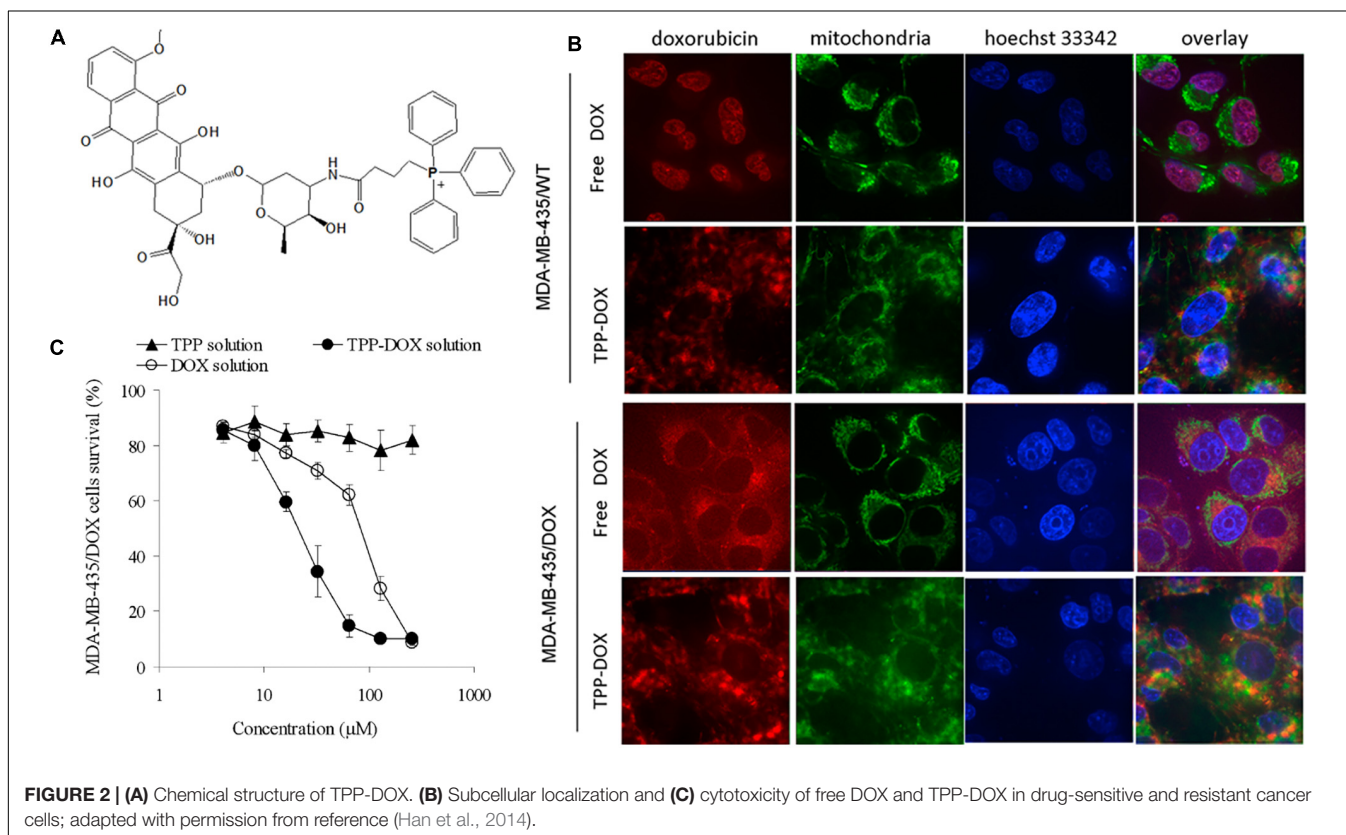 A
O
O
O
OH
HO
O
O
OH
O
HO
O
OH
NH
O
P
+
B
doxorubicin mitochondria hoechst 33342 overlay
MDA-MB-435/WT
Free DOX
TPP-DOX
MDA-MB-435/DOX
Free DOX
TPP-DOX
C
TPP solution TPP-DOX solution
DOX solution
MDA-MB-435/DOX cells survival (%)
100
80
60
40
20
0
1 10 100 1000
Concentration (μM)
FIGURE 2 | (A) Chemical structure of TPP-DOX. (B) Subcellular localization and (C) cytotoxicity of free DOX and TPP-DOX in drug-sensitive and resistant cancer
cells; adapted with permission from reference (Han et al., 2014).